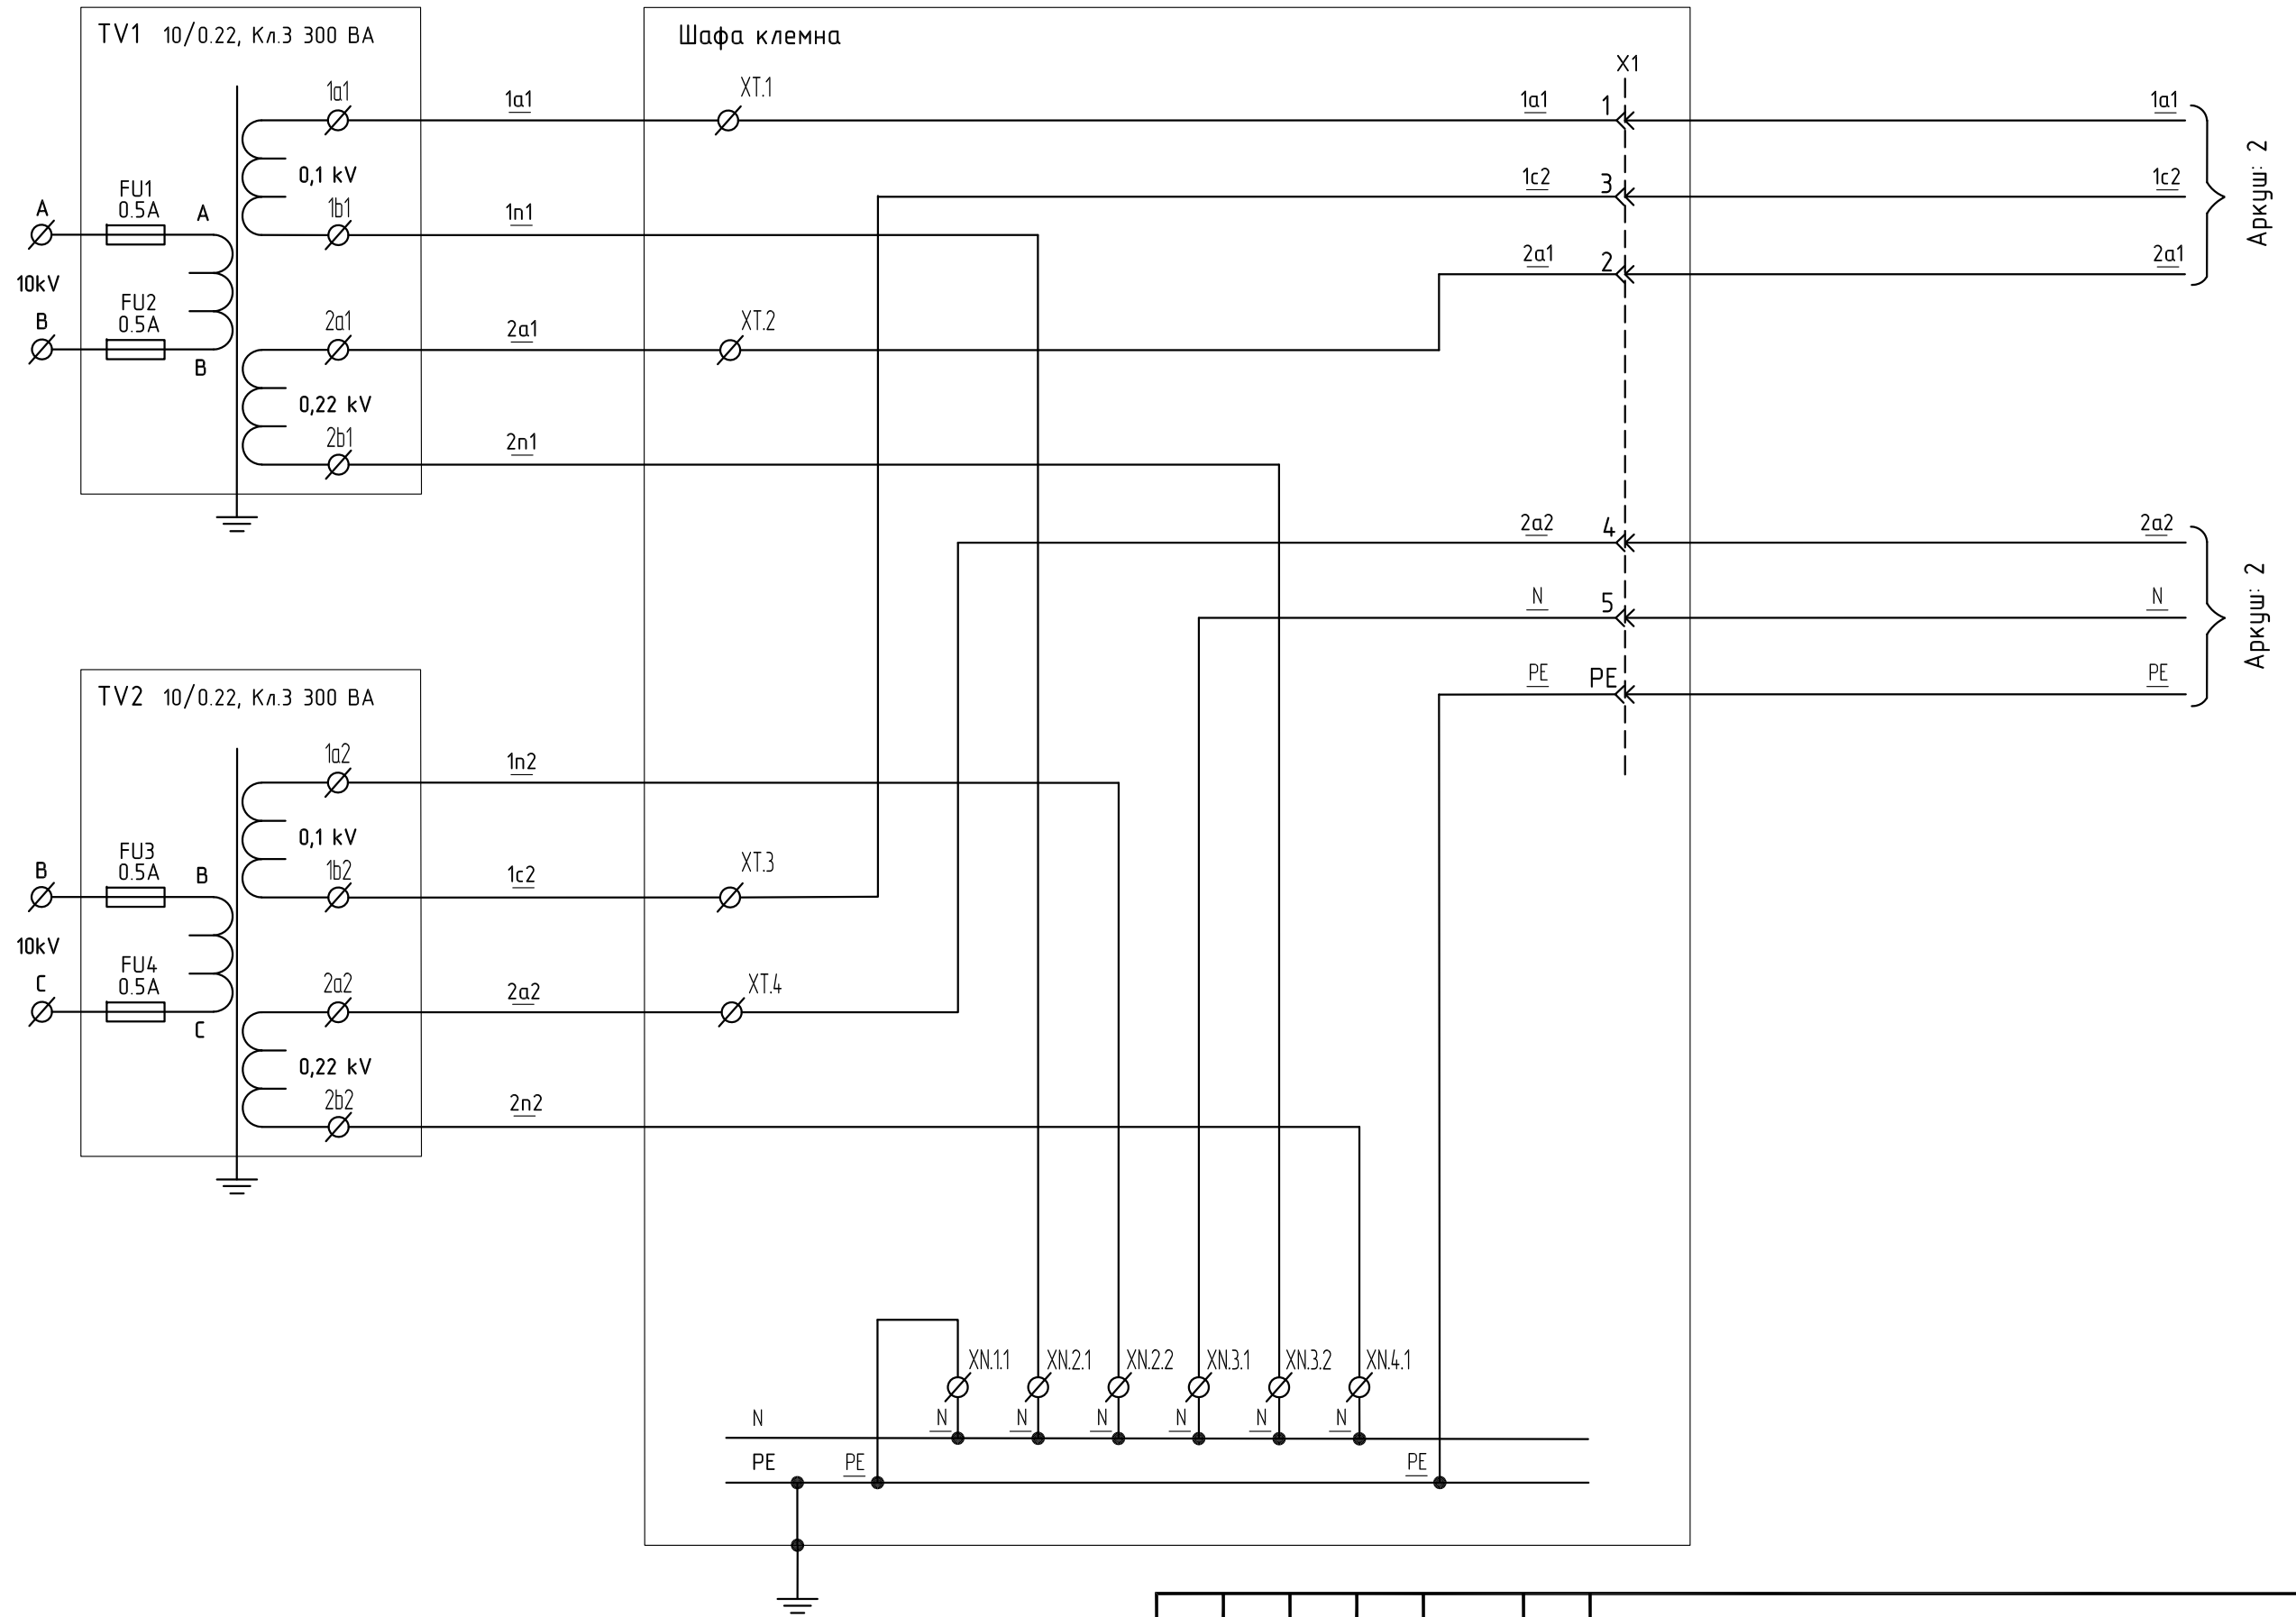 TV1 10/0.22, Кл.3 300 ВА
Шафа клемна
X1
1a1
1a1
XT.1
1a1
1
1a1
0,1 kV
1c2
3
1c2
Аркуш: 2
FU1
0.5A
A
A
1b1
1n1
2a1
2
2a1
10kV
FU2
0.5A
B
B
2a1
2a1
XT.2
0,22 kV
2b1
2n1
2a2
4
2a2
N
5
N
Аркуш: 2
PE
PE
PE
TV2 10/0.22, Кл.3 300 ВА
1a2
1n2
0,1 kV
FU3
0.5A
B
B
1b2
1c2
XT.3
10kV
FU4
0.5A
C
C
2a2
2a2
XT.4
0,22 kV
2b2
2n2
XN.1.1
XN.2.1
XN.2.2
XN.3.1
XN.3.2
XN.4.1
N
N
N
N
N
N
N
PE
PE
PE